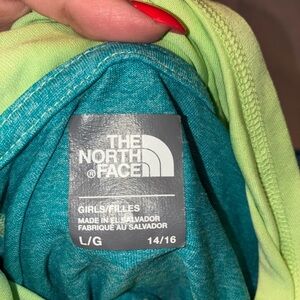 THE
NORTH
® FACE
GIRLS/FILLES
MADE IN EL SALVADOR
FABRIQUÉ AU SALVADOR
L/G 14/16